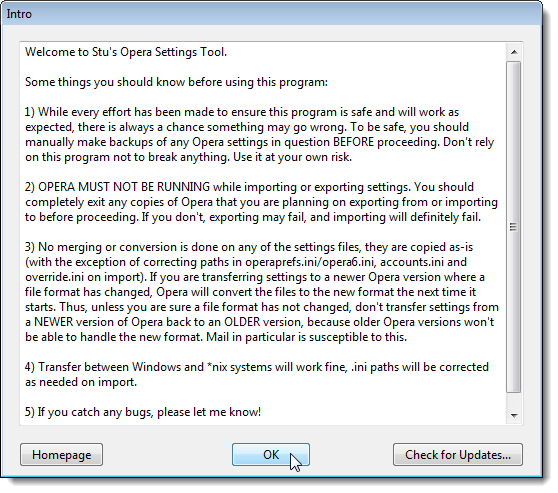 Intro
Welcome to Stu's Opera Settings Tool.
Some things you should know before using this program:
1) While every effort has been made to ensure this program is safe and will work as
expected, there is always a chance something may go wrong. To be safe, you should
manually make backups of any Opera settings in question BEFORE proceeding. Don't rely
on this program not to break anything. Use it at your own risk.
2) OPERA MUST NOT BE RUNNING while importing or exporting settings. You should
completely exit any copies of Opera that you are planning on exporting from or importing
to before proceeding. If you don't, exporting may fail, and importing will definitely fail.
3) No merging or conversion is done on any of the settings files, they are copied as-is
(with the exception of correcting paths in operaprefs.ini/opera6.ini, accounts.ini and
override.ini on import). If you are transferring settings to a newer Opera version where a
file format has changed, Opera will convert the files to the new format the next time it
starts. Thus, unless you are sure a file format has not changed, don't transfer settings from
a NEWER version of Opera back to an OLDER version, because older Opera versions won't
be able to handle the new format. Mail in particular is susceptible to this.
4) Transfer between Windows and *nix systems will work fine, .ini paths will be corrected
as needed on import.
5) If you catch any bugs, please let me know!
Homepage
OK
Check for Updates...